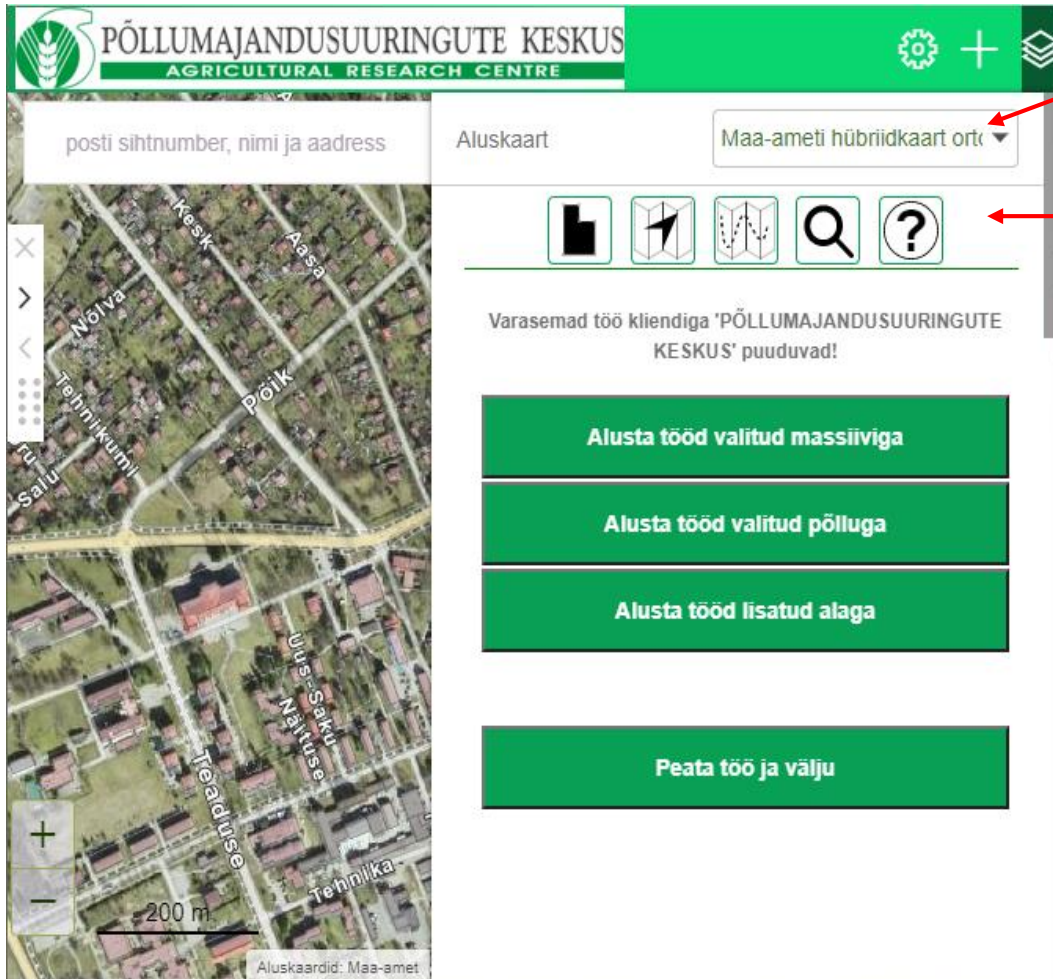 PÕLLUMAJANDUSUURINGUTE KESKUS
AGRICULTURAL RESEARCH CENTRE
posti sihtnumber, nimi ja aadress
Aluskaart
Maa-ameti hübriidkaart orto
Varasemad töö kliendiga 'PÕLLUMAJANDUSUURINGUTE
KESKUS' puuduvad!
Alusta tööd valitud massiiviga
Alusta tööd valitud põlluga
Alusta tööd lisatud alaga
Peata töö ja välju
Kesk
Aasa
Nõlva
Põik
Tehnikumi
Salu
Uus-Saku
Näituse
Teaduse
Tehnika
200 m
Aluskaardid: Maa-amet